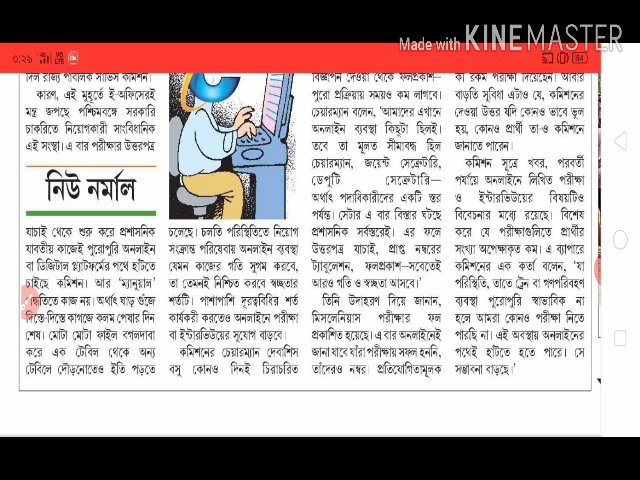 Made with KINEMASTER
০:২৯
64
দিল রাজ্য পাবলিক সার্ভিস কমিশন।
কারণ, এই মুহূর্তে ই-অফিসেরই
মন্ত্র জপছে পশ্চিমবঙ্গে সরকারি
চাকরিতে নিয়োগকারী সাংবিধানিক
এই সংস্থা। এ বার পরীক্ষার উত্তরপত্র
নিউ নর্মাল
যাচাই থেকে শুরু করে প্রশাসনিক
যাবতীয় কাজেই পুরোপুরি অনলাইন
বা ডিজিটাল প্ল্যাটফর্মের পথে হাঁটতে
চাইছে কমিশন। আর 'ম্যানুয়াল'
পদ্ধতিতে কাজ নয়। অর্থাৎ ঘাড় গুঁজে
দিস্তে-দিস্তে কাগজে কলম পেষার দিন
শেষ। মোটা মোটা ফাইল বগলদাবা
করে এক টেবিল থেকে অন্য
টেবিলে দৌড়নোতেও ইতি পড়তে
চলেছে। চলতি পরিস্থিতিতে নিয়োগ
সংক্রান্ত পরিষেবায় অনলাইন ব্যবস্থা
যেমন কাজের গতি সুগম করবে,
তা তেমনই নিশ্চিত করবে স্বচ্ছতার
শর্তটি। পাশাপাশি দূরত্ববিধির শর্ত
কার্যকরী করতেও অনলাইনে পরীক্ষা
বা ইন্টারভিউয়ের সুযোগ বাড়বে।
কমিশনের চেয়ারম্যান দেবাশিস
বসু কোনও দিনই চিরাচরিত
বিজ্ঞাপন দেওয়া থেকে ফলপ্রকাশ—
পুরো প্রক্রিয়ায় সময়ও কম লাগবে।
চেয়ারম্যান বলেন, 'আমাদের এখানে
অনলাইন ব্যবস্থা কিছুটা ছিলই।
তবে তা মূলত সীমাবদ্ধ ছিল
চেয়ারম্যান, জয়েন্ট সেক্রেটারি,
ডেপুটি সেক্রেটারি—
অর্থাৎ পদাধিকারীদের একটি স্তর
পর্যন্ত। সেটার এ বার বিস্তার ঘটছে
প্রশাসনিক সর্বস্তরেই। এর ফলে
উত্তরপত্র যাচাই, প্রাপ্ত নম্বরের
ট্যাবুলেশন, ফলপ্রকাশ—সবেতেই
আরও গতি ও স্বচ্ছতা আসবে।'
তিনি উদাহরণ দিয়ে জানান,
মিসলেনিয়াস পরীক্ষার ফল
প্রকাশিত হয়েছে। এ বার অনলাইনেই
জানা যাবে যাঁরা পরীক্ষায় সফল হননি,
তাঁদেরও নম্বর। প্রতিযোগিতামূলক
কী রকম পরীক্ষা দিয়েছেন। আবার
বাড়তি সুবিধা এটাও যে, কমিশনের
দেওয়া উত্তর যদি কোনও ভাবে ভুল
হয়, কোনও প্রার্থী তা-ও কমিশনে
জানাতে পারেন।
কমিশন সূত্রে খবর, পরবর্তী
পর্যায়ে অনলাইনে লিখিত পরীক্ষা
ও ইন্টারভিউয়ের বিষয়টিও
বিবেচনার মধ্যে রয়েছে। বিশেষ
করে যে পরীক্ষাগুলিতে প্রার্থীর
সংখ্যা অপেক্ষাকৃত কম। এ ব্যাপারে
কমিশনের এক কর্তা বলেন, 'যা
পরিস্থিতি, তাতে ট্রেন বা গণপরিবহণ
ব্যবস্থা পুরোপুরি স্বাভাবিক না
হলে আমরা কোনও পরীক্ষা নিতে
পারছি না। এই অবস্থায় অনলাইনের
পথেই হাঁটতে হতে পারে। সে
সম্ভাবনা বাড়ছে।'